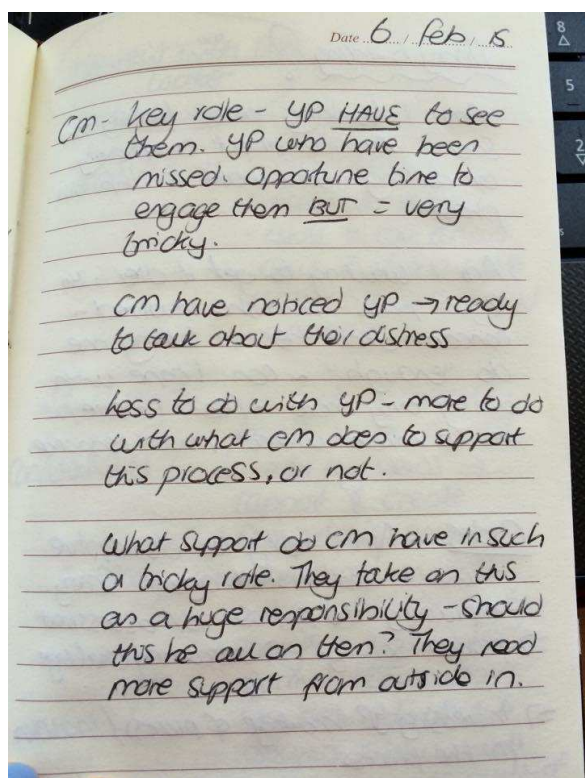 Date 6 / feb / 15
CM - key role - YP HAVE to see
them. YP who have been
missed. opportune time to
engage them BUT = very
tricky.
CM have noticed YP → ready
to talk about their distress
Less to do with YP - more to do
with what CM does to support
this process, or not.
What support do CM have in such
a tricky role. They take on this
as a huge responsibility - should
this be all on them? They need
more support from outside in.
8
5
2